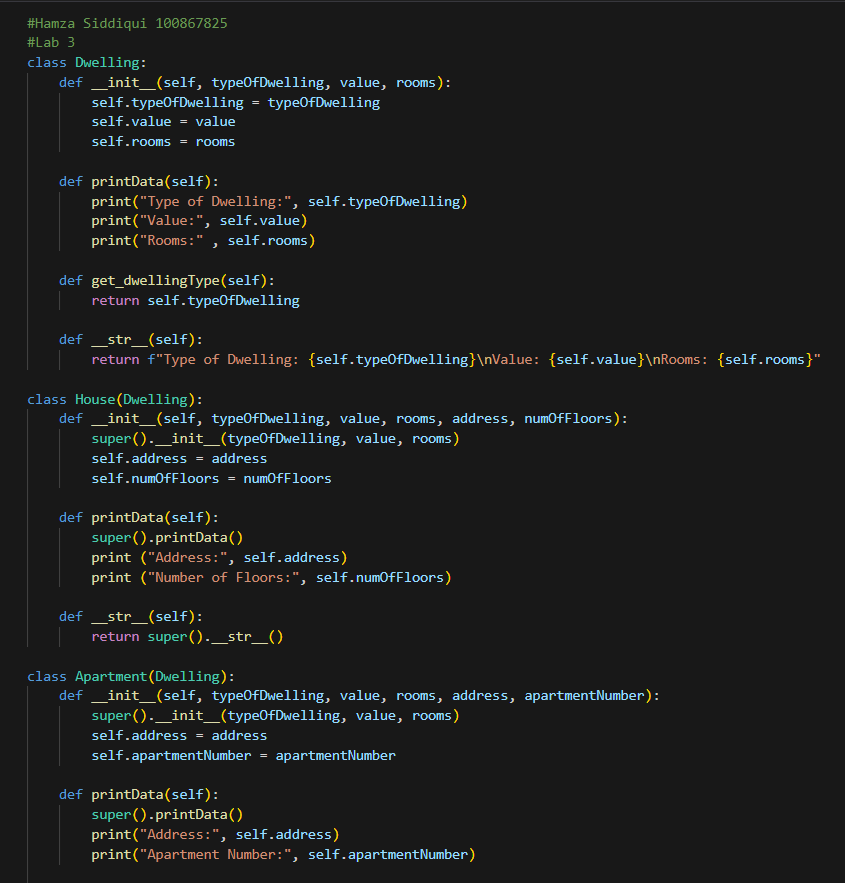 #Hamza Siddiqui 100867825
#Lab 3
class Dwelling:
    def __init__(self, typeOfDwelling, value, rooms):
        self.typeOfDwelling = typeOfDwelling
        self.value = value
        self.rooms = rooms

    def printData(self):
        print("Type of Dwelling:", self.typeOfDwelling)
        print("Value:", self.value)
        print("Rooms:" , self.rooms)

    def get_dwellingType(self):
        return self.typeOfDwelling

    def __str__(self):
        return f"Type of Dwelling: {self.typeOfDwelling}\nValue: {self.value}\nRooms: {self.rooms}"

class House(Dwelling):
    def __init__(self, typeOfDwelling, value, rooms, address, numOfFloors):
        super().__init__(typeOfDwelling, value, rooms)
        self.address = address
        self.numOfFloors = numOfFloors

    def printData(self):
        super().printData()
        print ("Address:", self.address)
        print ("Number of Floors:", self.numOfFloors)

    def __str__(self):
        return super().__str__()

class Apartment(Dwelling):
    def __init__(self, typeOfDwelling, value, rooms, address, apartmentNumber):
        super().__init__(typeOfDwelling, value, rooms)
        self.address = address
        self.apartmentNumber = apartmentNumber

    def printData(self):
        super().printData()
        print("Address:", self.address)
        print("Apartment Number:", self.apartmentNumber)